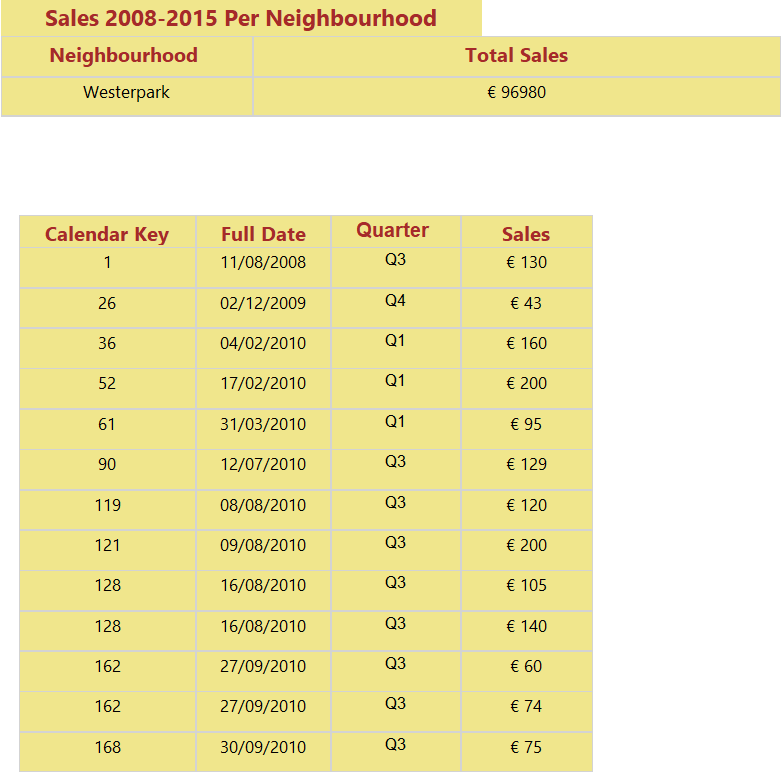 Sales 2008-2015 Per Neighbourhood
Neighbourhood Total Sales
Westerpark € 96980
Calendar Key Full Date Quarter Sales
1 11/08/2008 Q3 € 130
26 02/12/2009 Q4 € 43
36 04/02/2010 Q1 € 160
52 17/02/2010 Q1 € 200
61 31/03/2010 Q1 € 95
90 12/07/2010 Q3 € 129
119 08/08/2010 Q3 € 120
121 09/08/2010 Q3 € 200
128 16/08/2010 Q3 € 105
128 16/08/2010 Q3 € 140
162 27/09/2010 Q3 € 60
162 27/09/2010 Q3 € 74
168 30/09/2010 Q3 € 75